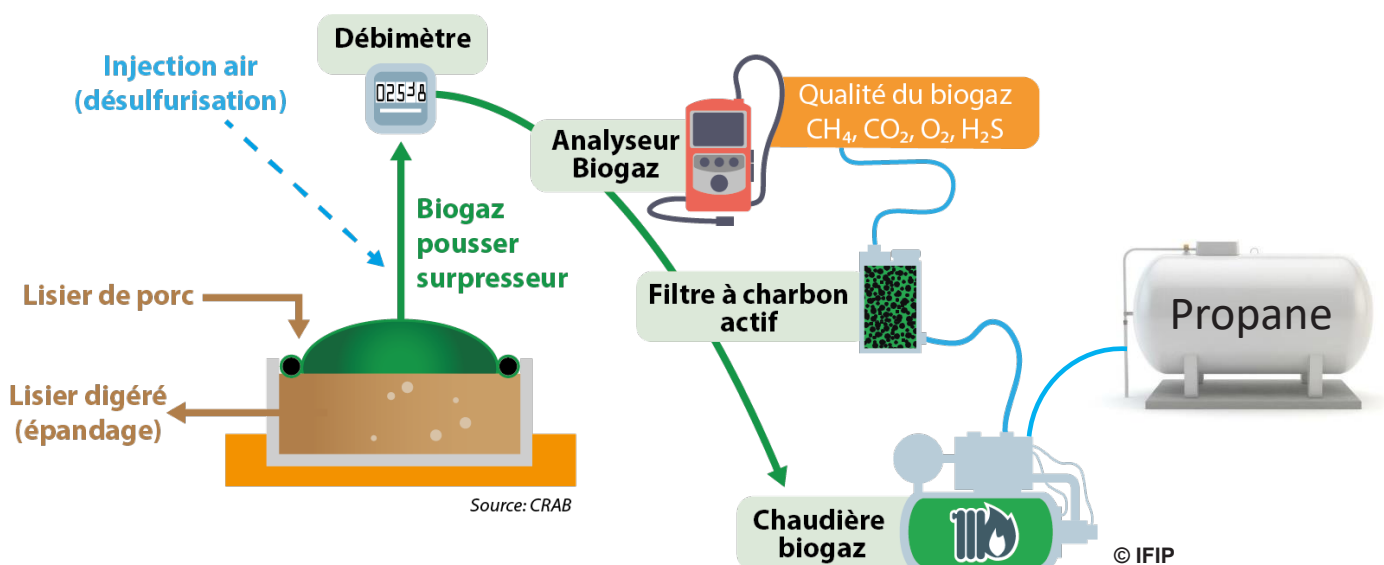 Débimètre
Injection air
(désulfurisation)
Qualité du biogaz
CH₄, CO₂, O₂, H₂S
Analyseur
Biogaz
Biogaz
pousser
surpresseur
Lisier de porc
Filtre à charbon
actif
Propane
Lisier digéré
(épandage)
Source: CRAB
Chaudière
biogaz
© IFIP